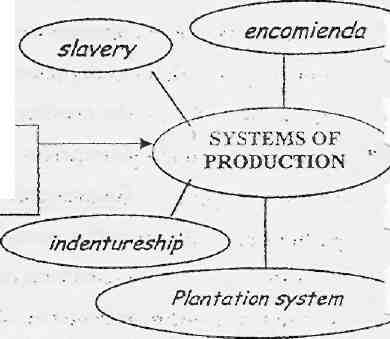 encomienda
slavery
SYSTEMS OF
PRODUCTION
indentureship
Plantation system